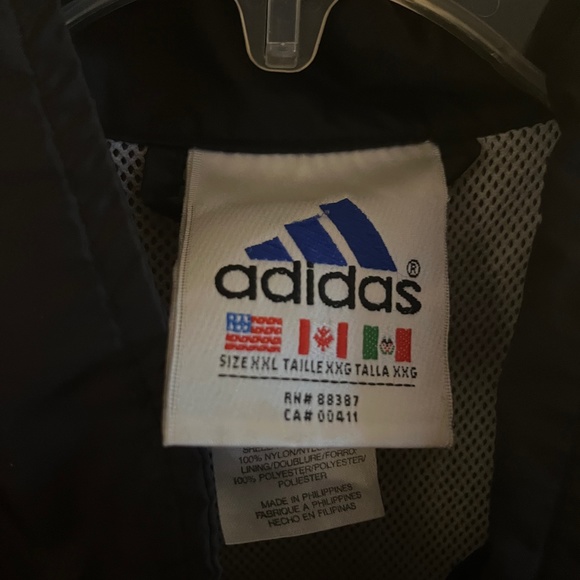 adidas®
SIZE XXL TAILLE XXG TALLA XXG
RN# 88387
CA# 00411
100% NYLON/NYLON
LINING/DOUBLURE/FORRO:
100% POLYESTER/POLYESTER/
POLIESTER
MADE IN PHILIPPINES
FABRIQUE A PHILIPPINES
HECHO EN FILIPINAS